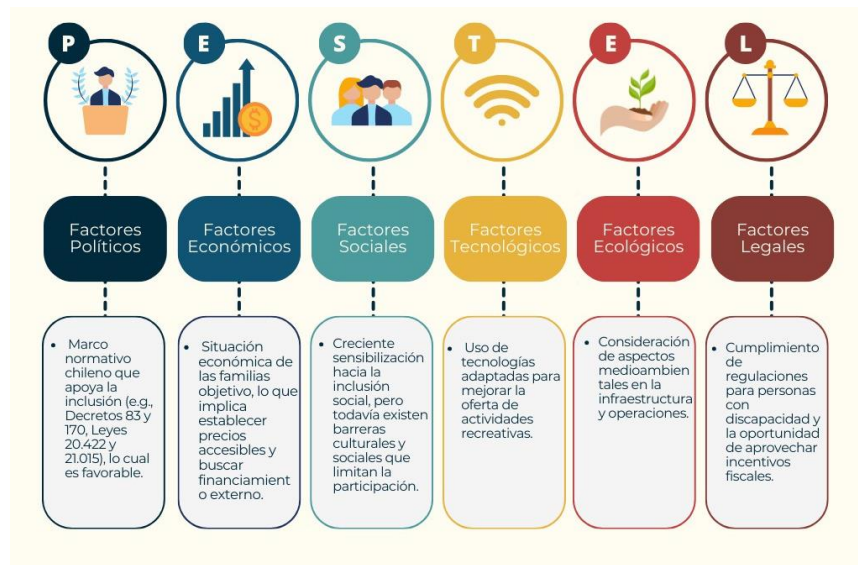 P
E
S
T
E
L
Factores
Políticos
Factores
Económicos
Factores
Sociales
Factores
Tecnológicos
Factores
Ecológicos
Factores
Legales
• Marco
normativo
chileno que
apoya la
inclusión (e.g.,
Decretos 83 y
170, Leyes
20.422 y
21.015), lo cual
es favorable.
• Situación
económica de
las familias
objetivo, lo que
implica
establecer
precios
accesibles y
buscar
financiamient
o externo.
• Creciente
sensibilización
hacia la
inclusión
social, pero
todavía existen
barreras
culturales y
sociales que
limitan la
participación.
• Uso de
tecnologías
adaptadas para
mejorar la
oferta de
actividades
recreativas.
• Consideración
de aspectos
medioambien
tales en la
infraestructura
y operaciones.
• Cumplimiento
de
regulaciones
para personas
con
discapacidad y
la oportunidad
de aprovechar
incentivos
fiscales.